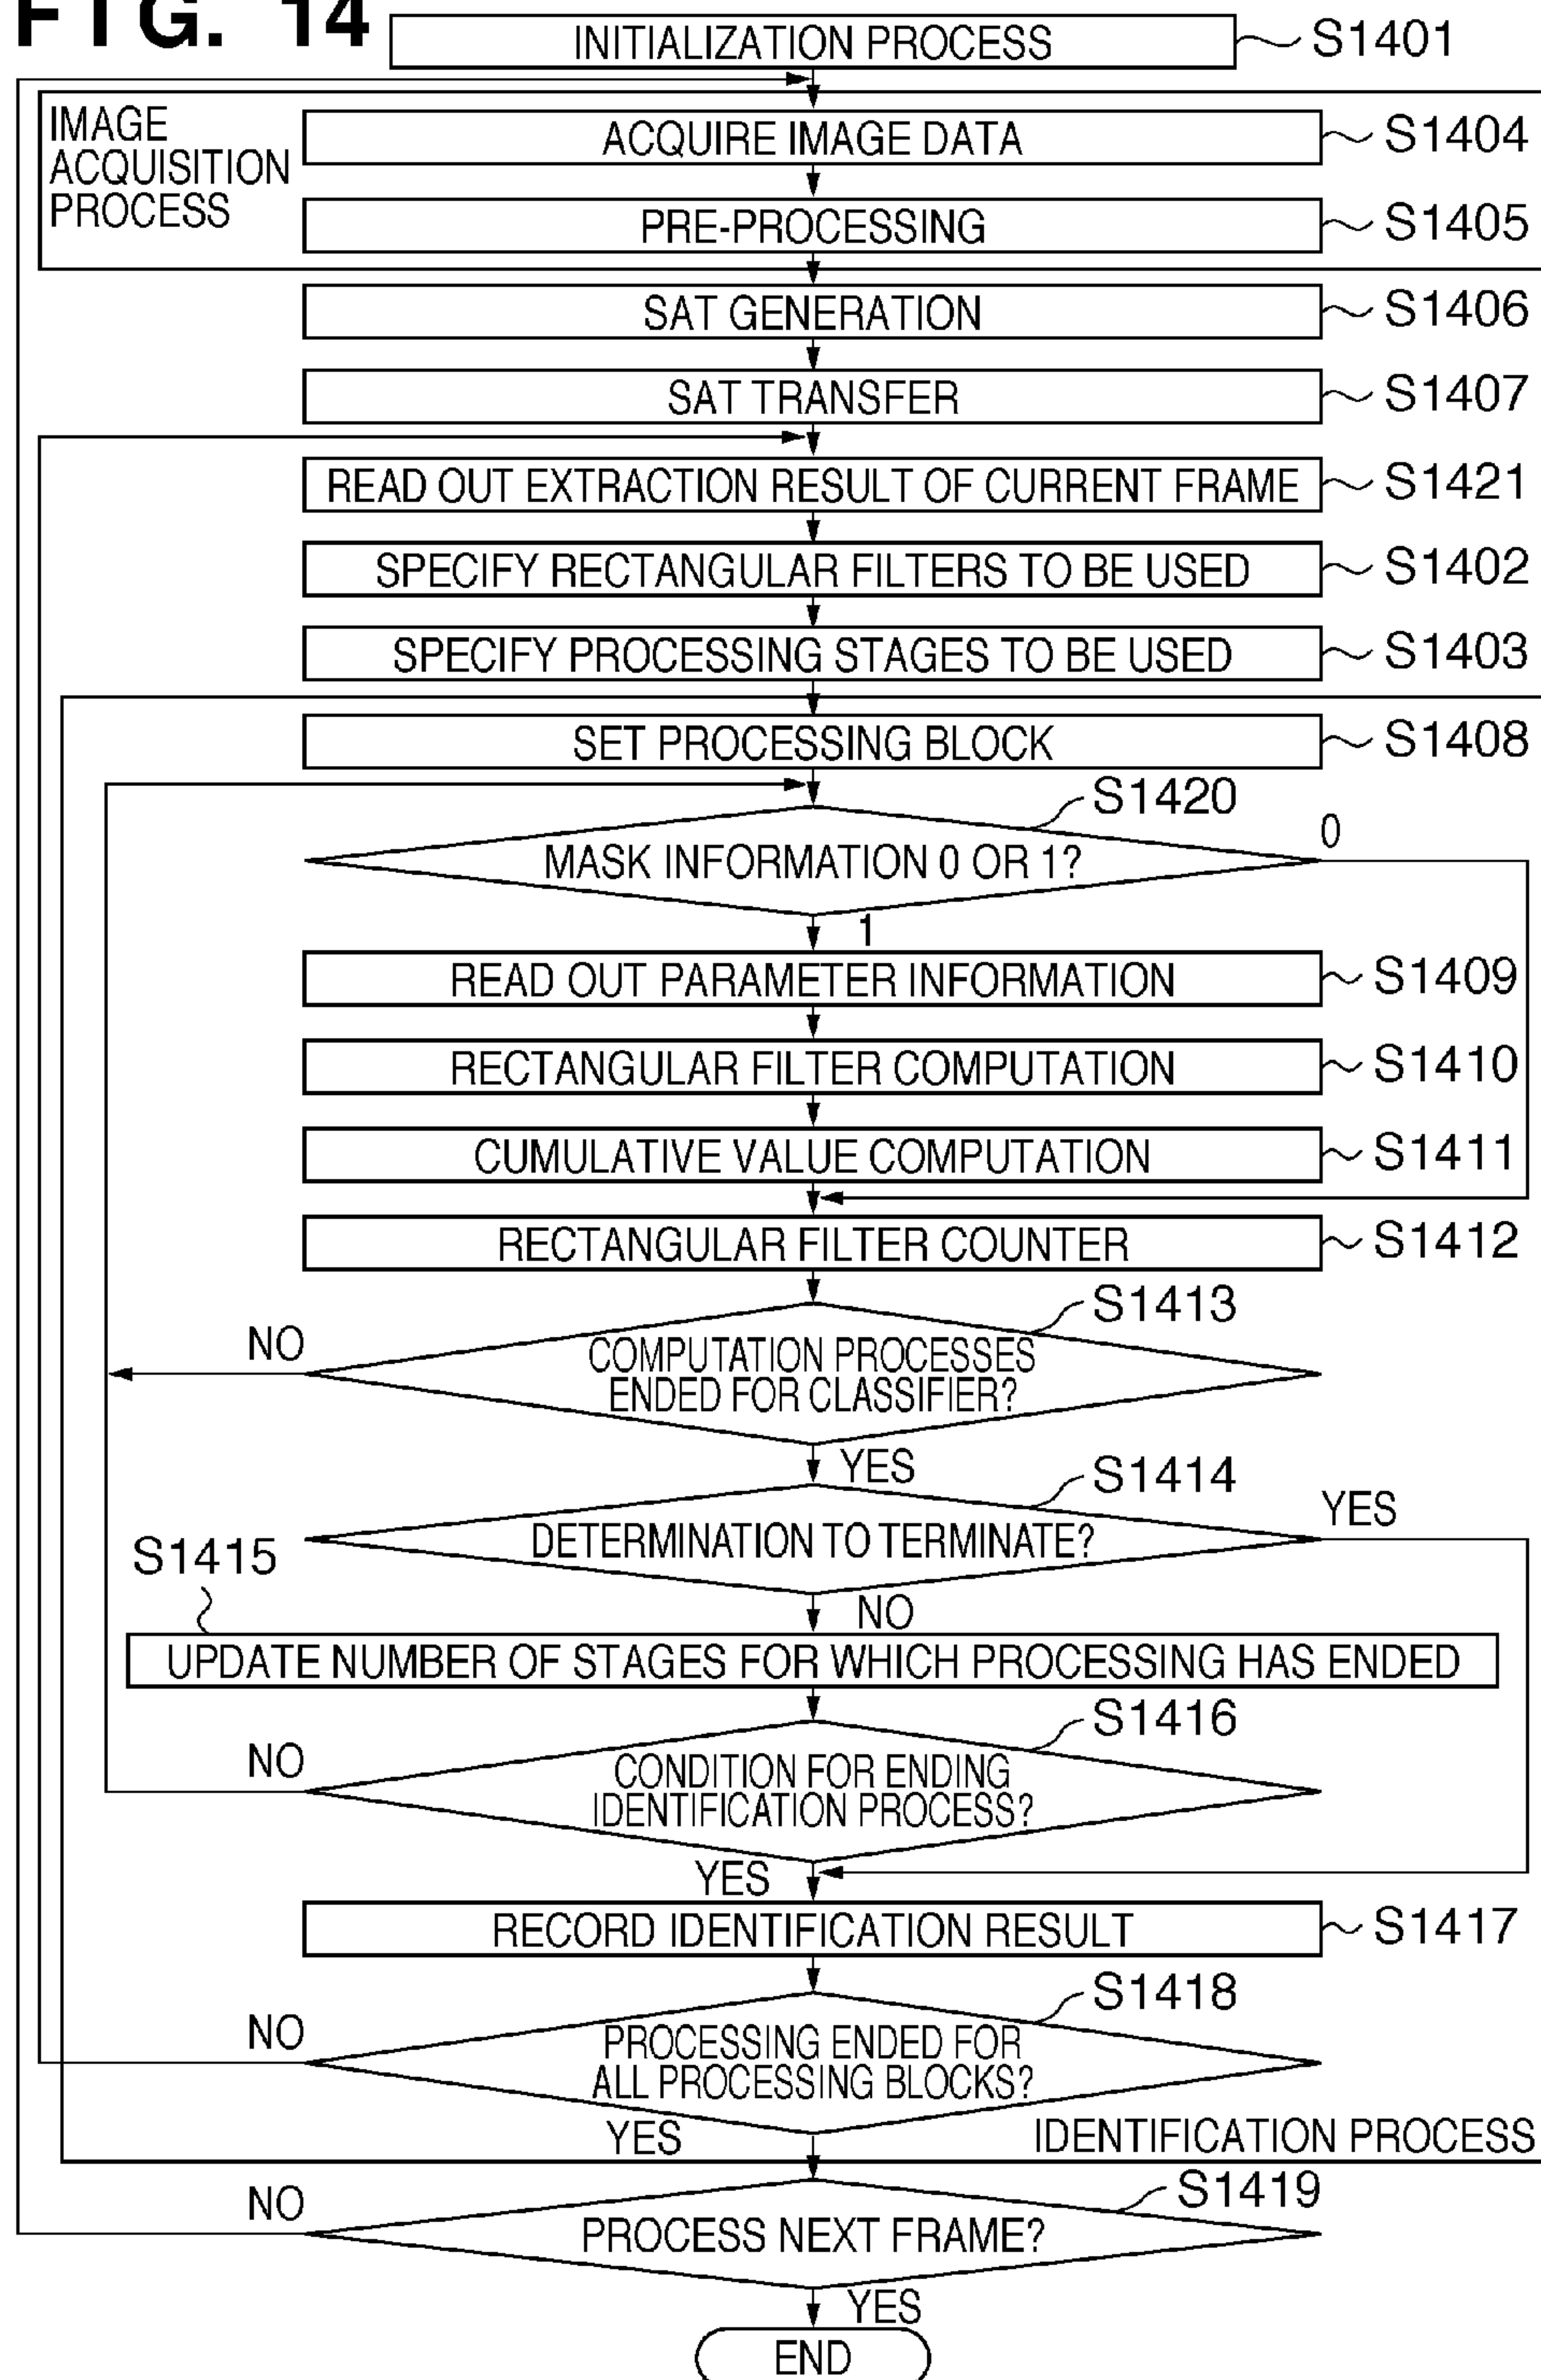 FIG. 14
INITIALIZATION PROCESS
S1401
IMAGE
ACQUISITION
PROCESS
ACQUIRE IMAGE DATA
S1404
PRE-PROCESSING
S1405
SAT GENERATION
S1406
SAT TRANSFER
S1407
READ OUT EXTRACTION RESULT OF CURRENT FRAME
S1421
SPECIFY RECTANGULAR FILTERS TO BE USED
S1402
SPECIFY PROCESSING STAGES TO BE USED
S1403
SET PROCESSING BLOCK
S1408
S1420
MASK INFORMATION 0 OR 1?
0
1
READ OUT PARAMETER INFORMATION
S1409
RECTANGULAR FILTER COMPUTATION
S1410
CUMULATIVE VALUE COMPUTATION
S1411
RECTANGULAR FILTER COUNTER
S1412
S1413
NO
COMPUTATION PROCESSES
ENDED FOR CLASSIFIER?
YES
S1414
YES
DETERMINATION TO TERMINATE?
S1415
NO
UPDATE NUMBER OF STAGES FOR WHICH PROCESSING HAS ENDED
S1416
NO
CONDITION FOR ENDING
IDENTIFICATION PROCESS?
YES
RECORD IDENTIFICATION RESULT
S1417
S1418
NO
PROCESSING ENDED FOR
ALL PROCESSING BLOCKS?
YES
IDENTIFICATION PROCESS
S1419
NO
PROCESS NEXT FRAME?
YES
END